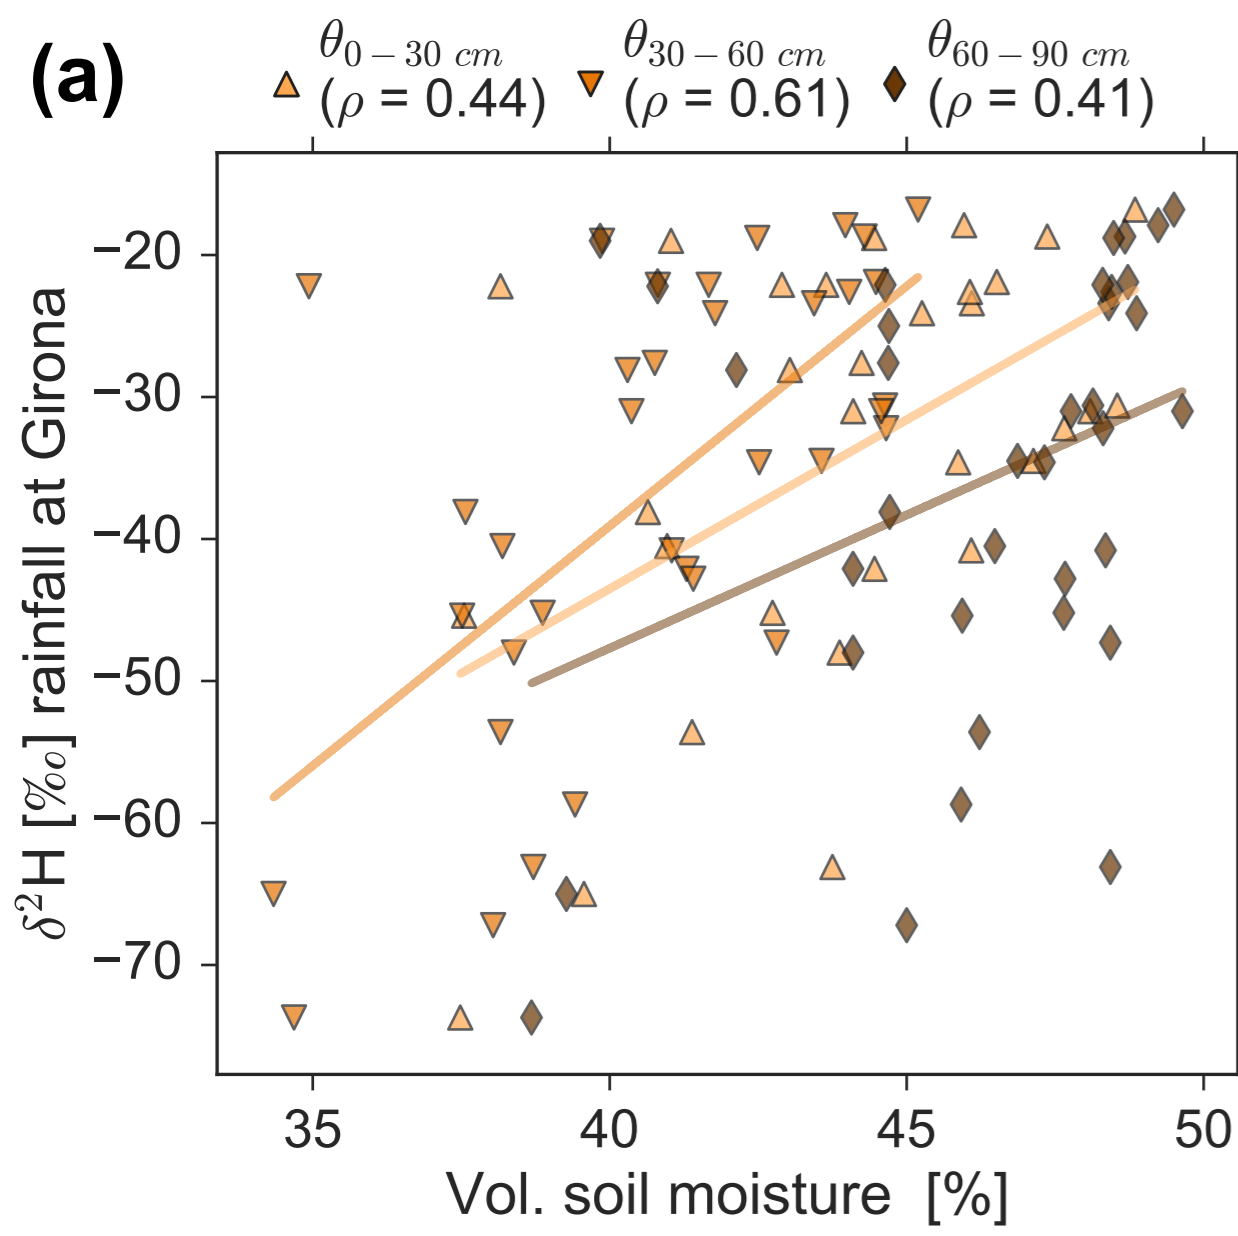 (a)
θ0 − 30 cm
(ρ = 0.44)
θ30 − 60 cm
(ρ = 0.61)
θ60 − 90 cm
(ρ = 0.41)
−20
−30
−40
−50
−60
−70
δ²H [‰] rainfall at Girona
35
40
45
50
Vol. soil moisture [%]